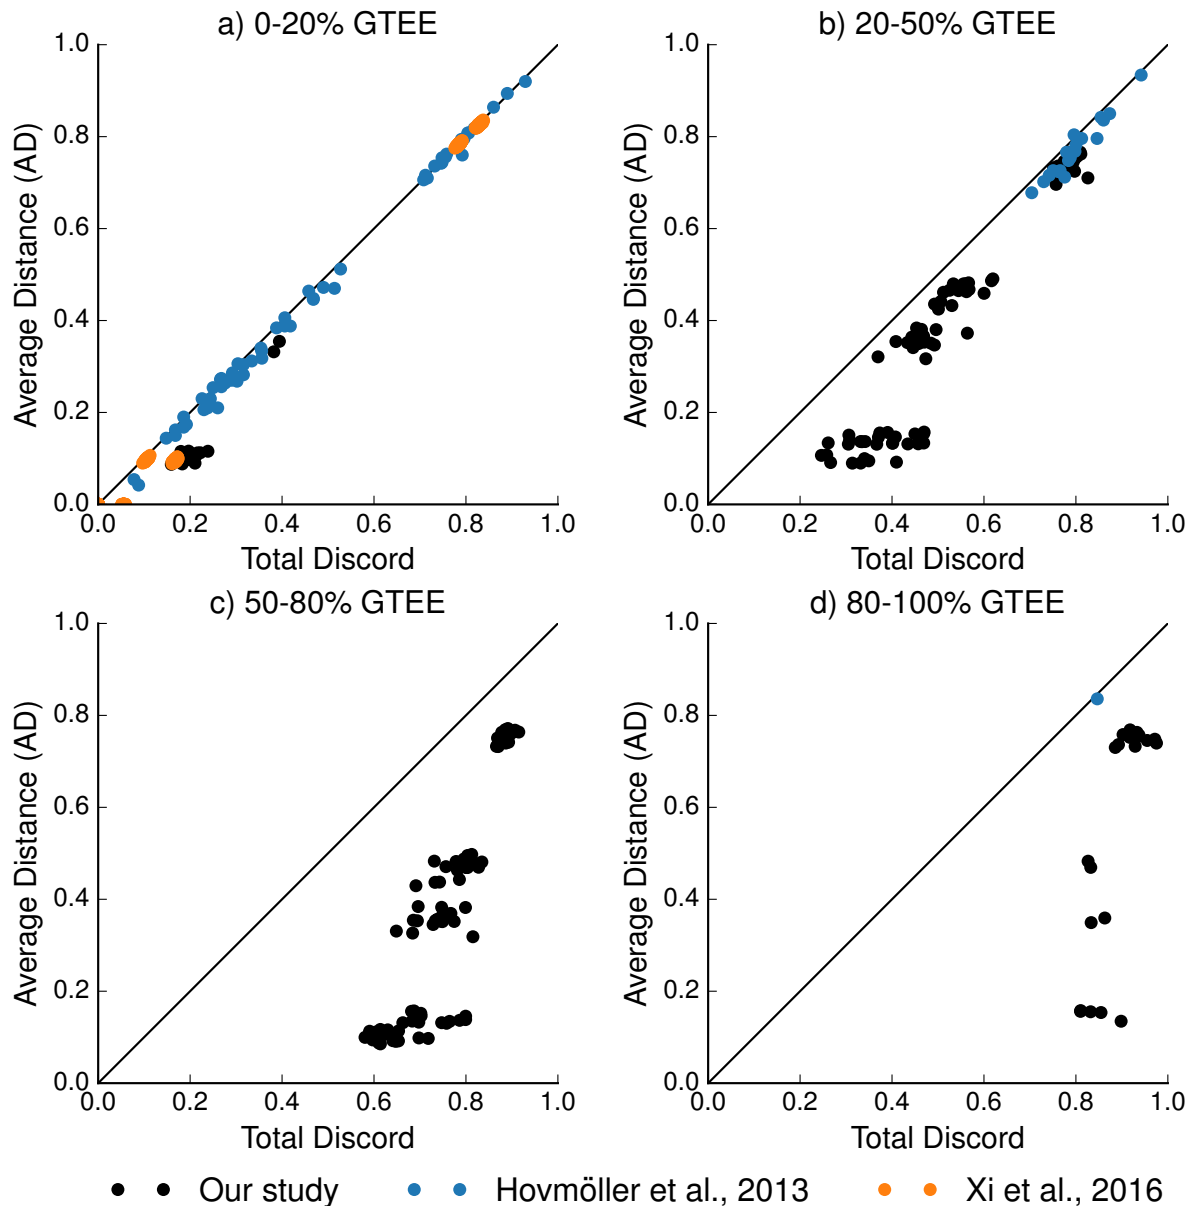 a) 0-20% GTEE
1.0
0.8
0.6
0.4
0.2
0.0
Average Distance (AD)
0.0 0.2 0.4 0.6 0.8 1.0
Total Discord
b) 20-50% GTEE
1.0
0.8
0.6
0.4
0.2
0.0
Average Distance (AD)
0.0 0.2 0.4 0.6 0.8 1.0
Total Discord
c) 50-80% GTEE
1.0
0.8
0.6
0.4
0.2
0.0
Average Distance (AD)
0.0 0.2 0.4 0.6 0.8 1.0
Total Discord
d) 80-100% GTEE
1.0
0.8
0.6
0.4
0.2
0.0
Average Distance (AD)
0.0 0.2 0.4 0.6 0.8 1.0
Total Discord
Our study Hovmöller et al., 2013 Xi et al., 2016